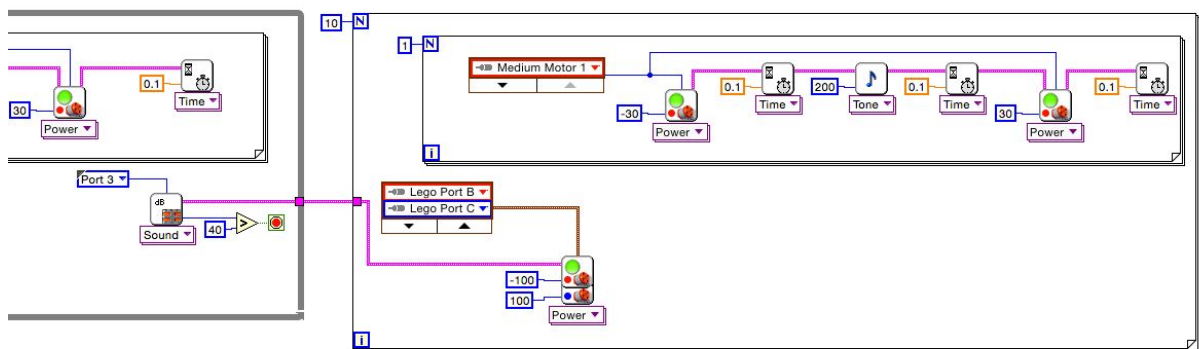 30
Power
0.1
Time
Port 3
dB
Sound
40
>
10
N
1
N
Medium Motor 1
-30
Power
0.1
Time
200
Tone
0.1
Time
30
Power
0.1
Time
i
Lego Port B
Lego Port C
-100
100
Power
i